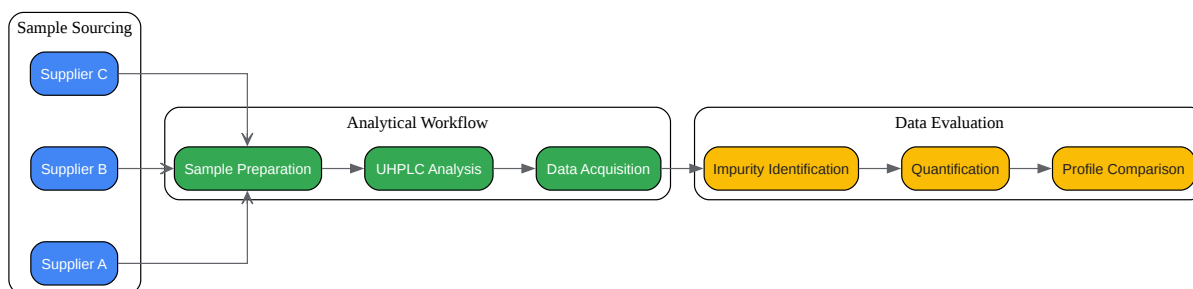 Sample Sourcing
Supplier C
Supplier B
Supplier A
Analytical Workflow
Sample Preparation
UHPLC Analysis
Data Acquisition
Data Evaluation
Impurity Identification
Quantification
Profile Comparison